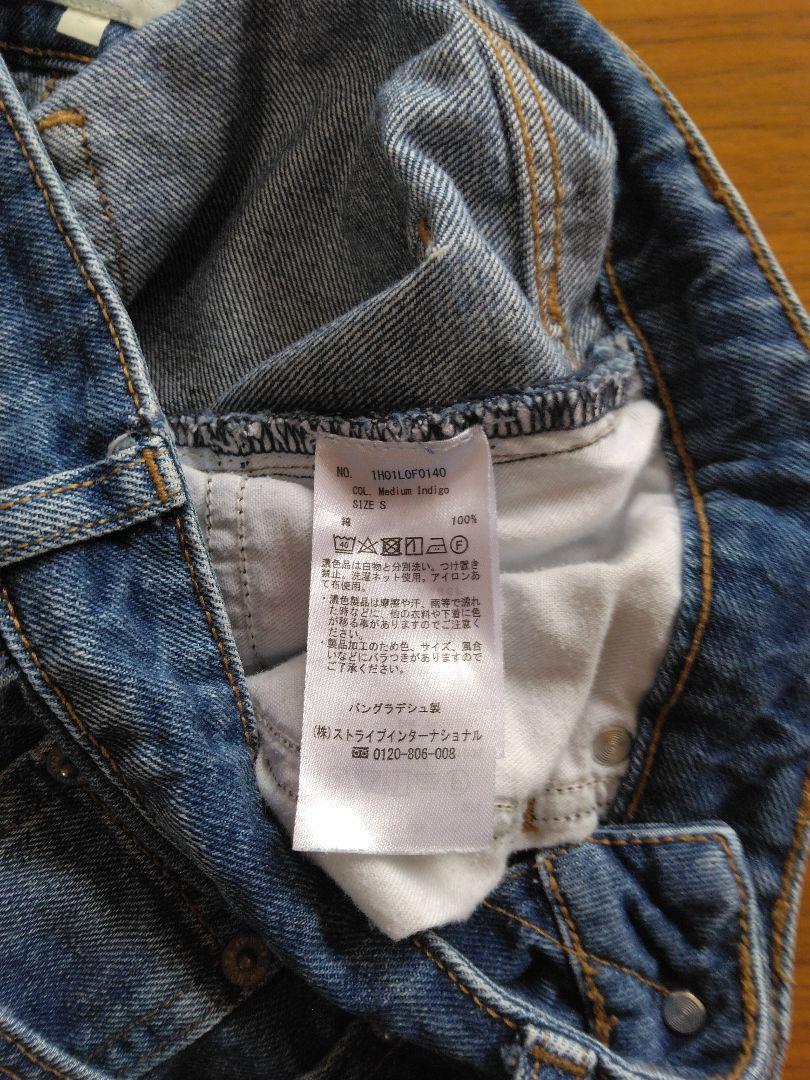 NO. 1H01L0F0140
COL. Medium Indigo
SIZE S
綿 100%
40 1 F
濃色品は白物と分別洗い。つけ置き
禁止。洗濯ネット使用。アイロンあ
て布使用。
・濃色製品は摩擦や汗、雨等で濡れ
た時などに、他の衣料や下着に色
が移る事がありますのでご注意く
ださい。
・製品加工のため色、サイズ、風合
いなどにバラつきがありますので
ご了承ください。
バングラデシュ製
(株)ストライプインターナショナル
0120-806-008